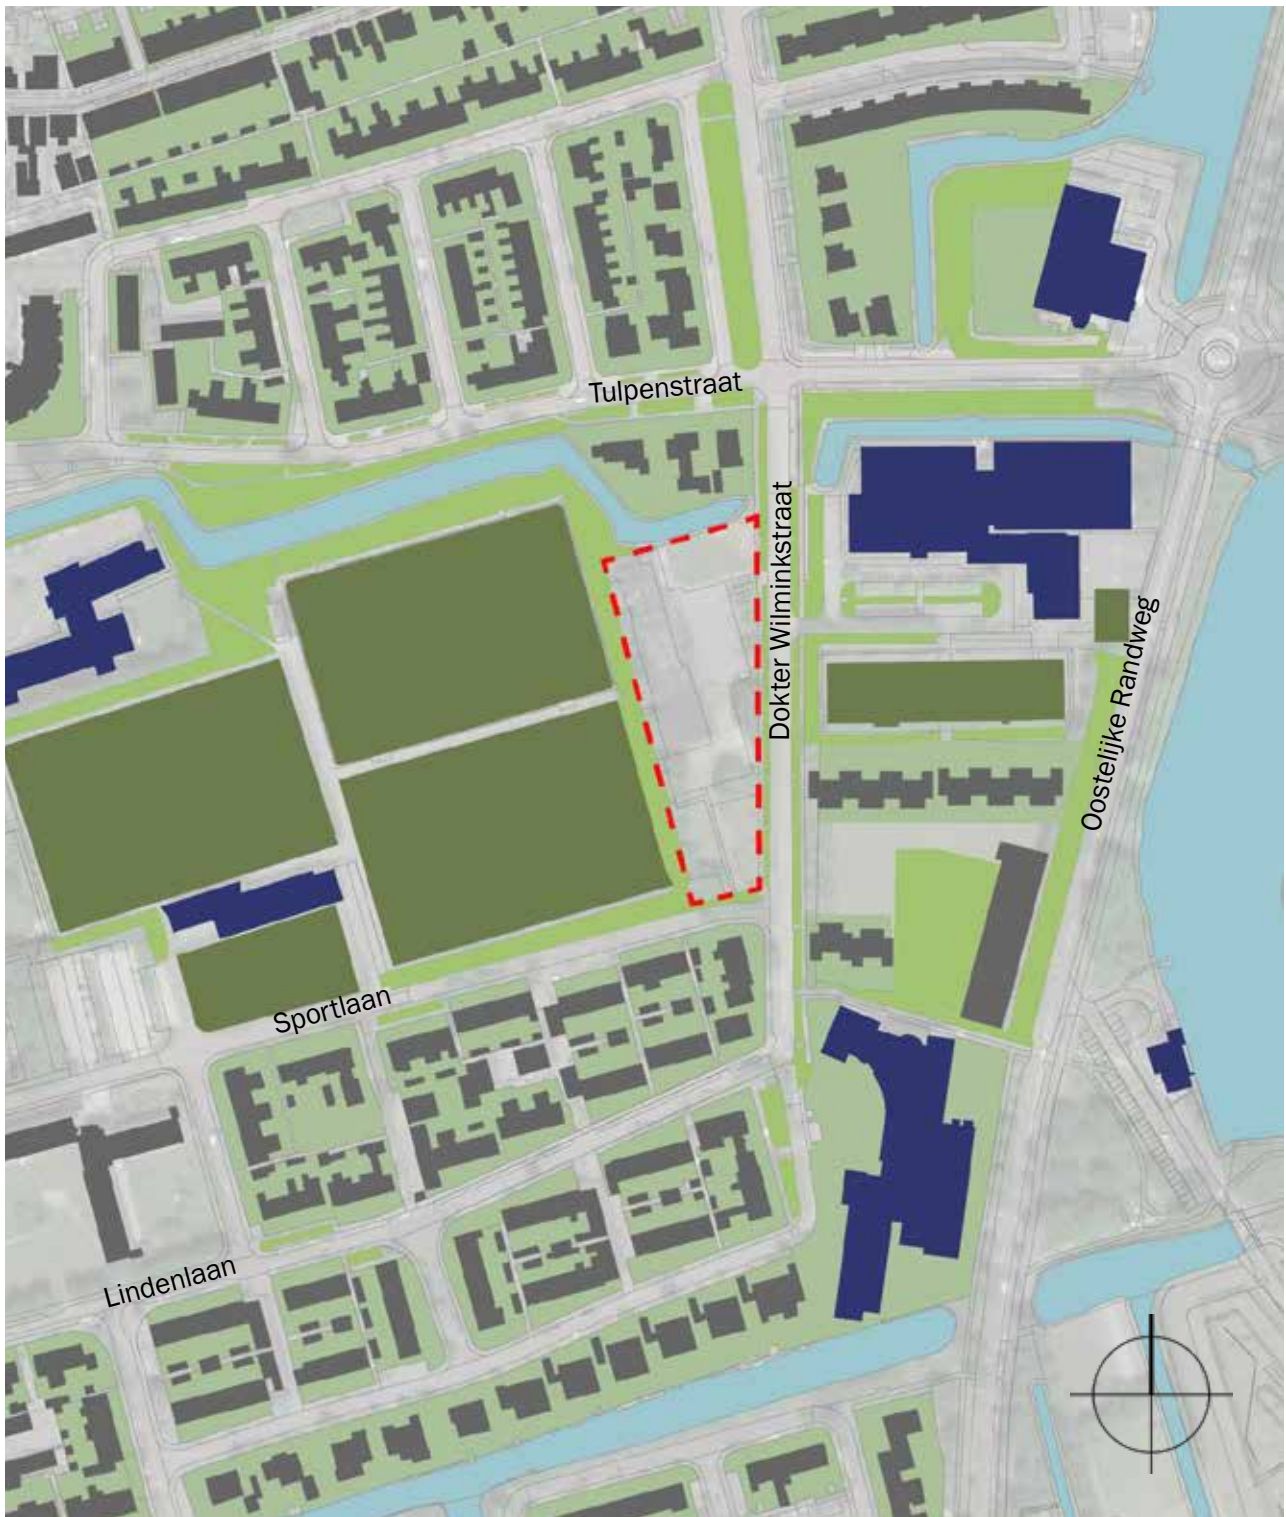 Tulpenstraat
Dokter Wilminkstraat
Oostelijke Randweg
Sportlaan
Lindenlaan